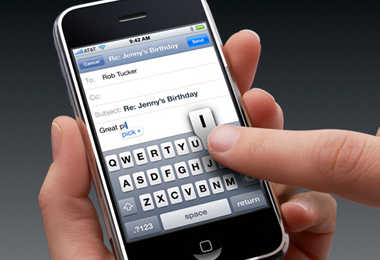 AT&T 9:42 AM
Cancel Re: Jenny's Birthday Send
To: Rob Tucker
Cc:
Subject: Re: Jenny's Birthday
Great pi
pick ×
I
Q W E R T Y U
A S D F G H J K L
Z X C V B N M
.?123 space return